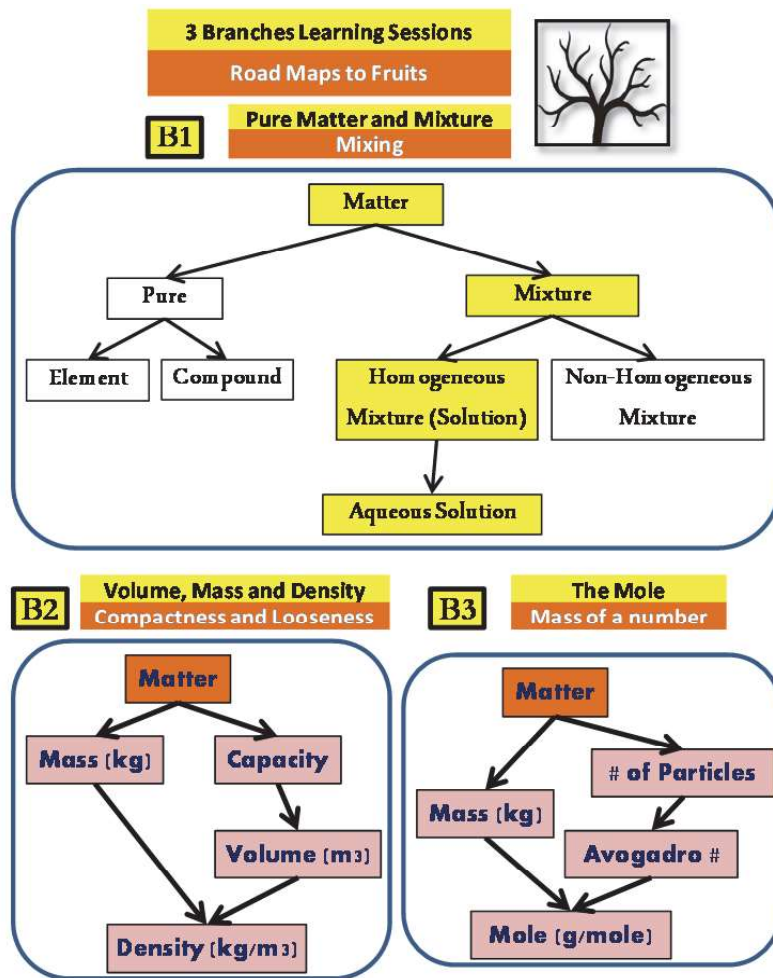 3 Branches Learning Sessions
Road Maps to Fruits
B1
Pure Matter and Mixture
Mixing
Matter
Pure
Mixture
Element
Compound
Homogeneous
Mixture (Solution)
Non-Homogeneous
Mixture
Aqueous Solution
B2
Volume, Mass and Density
Compactness and Looseness
Matter
Mass (kg)
Capacity
Volume (m3)
Density (kg/m3)
B3
The Mole
Mass of a number
Matter
# of Particles
Mass (kg)
Avogadro #
Mole (g/mole)